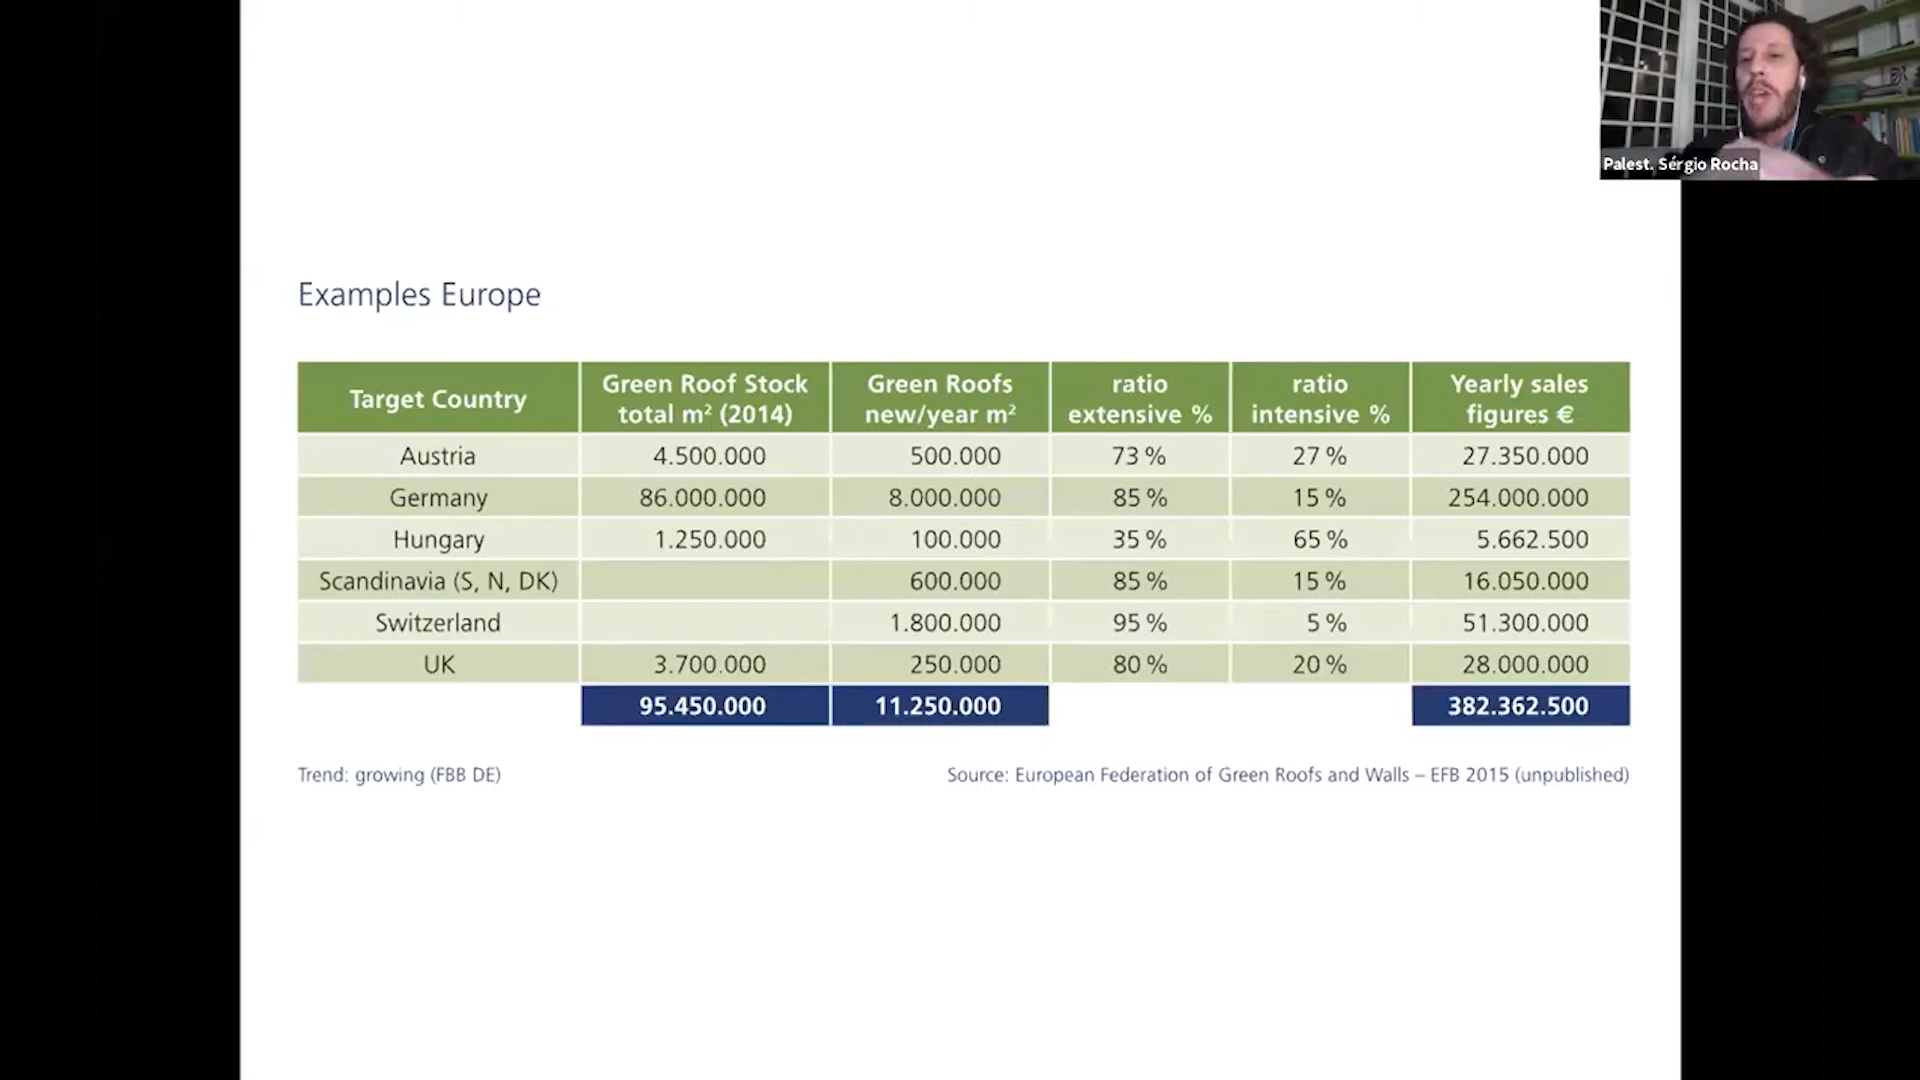 Palest. Sérgio Rocha
Examples Europe
Target Country
Green Roof Stock
total m² (2014)
Green Roofs
new/year m²
ratio
extensive %
ratio
intensive %
Yearly sales
figures €
Austria 4.500.000 500.000 73 % 27 % 27.350.000
Germany 86.000.000 8.000.000 85 % 15 % 254.000.000
Hungary 1.250.000 100.000 35 % 65 % 5.662.500
Scandinavia (S, N, DK) 600.000 85 % 15 % 16.050.000
Switzerland 1.800.000 95 % 5 % 51.300.000
UK 3.700.000 250.000 80 % 20 % 28.000.000
95.450.000 11.250.000 382.362.500
Trend: growing (FBB DE) Source: European Federation of Green Roofs and Walls – EFB 2015 (unpublished)